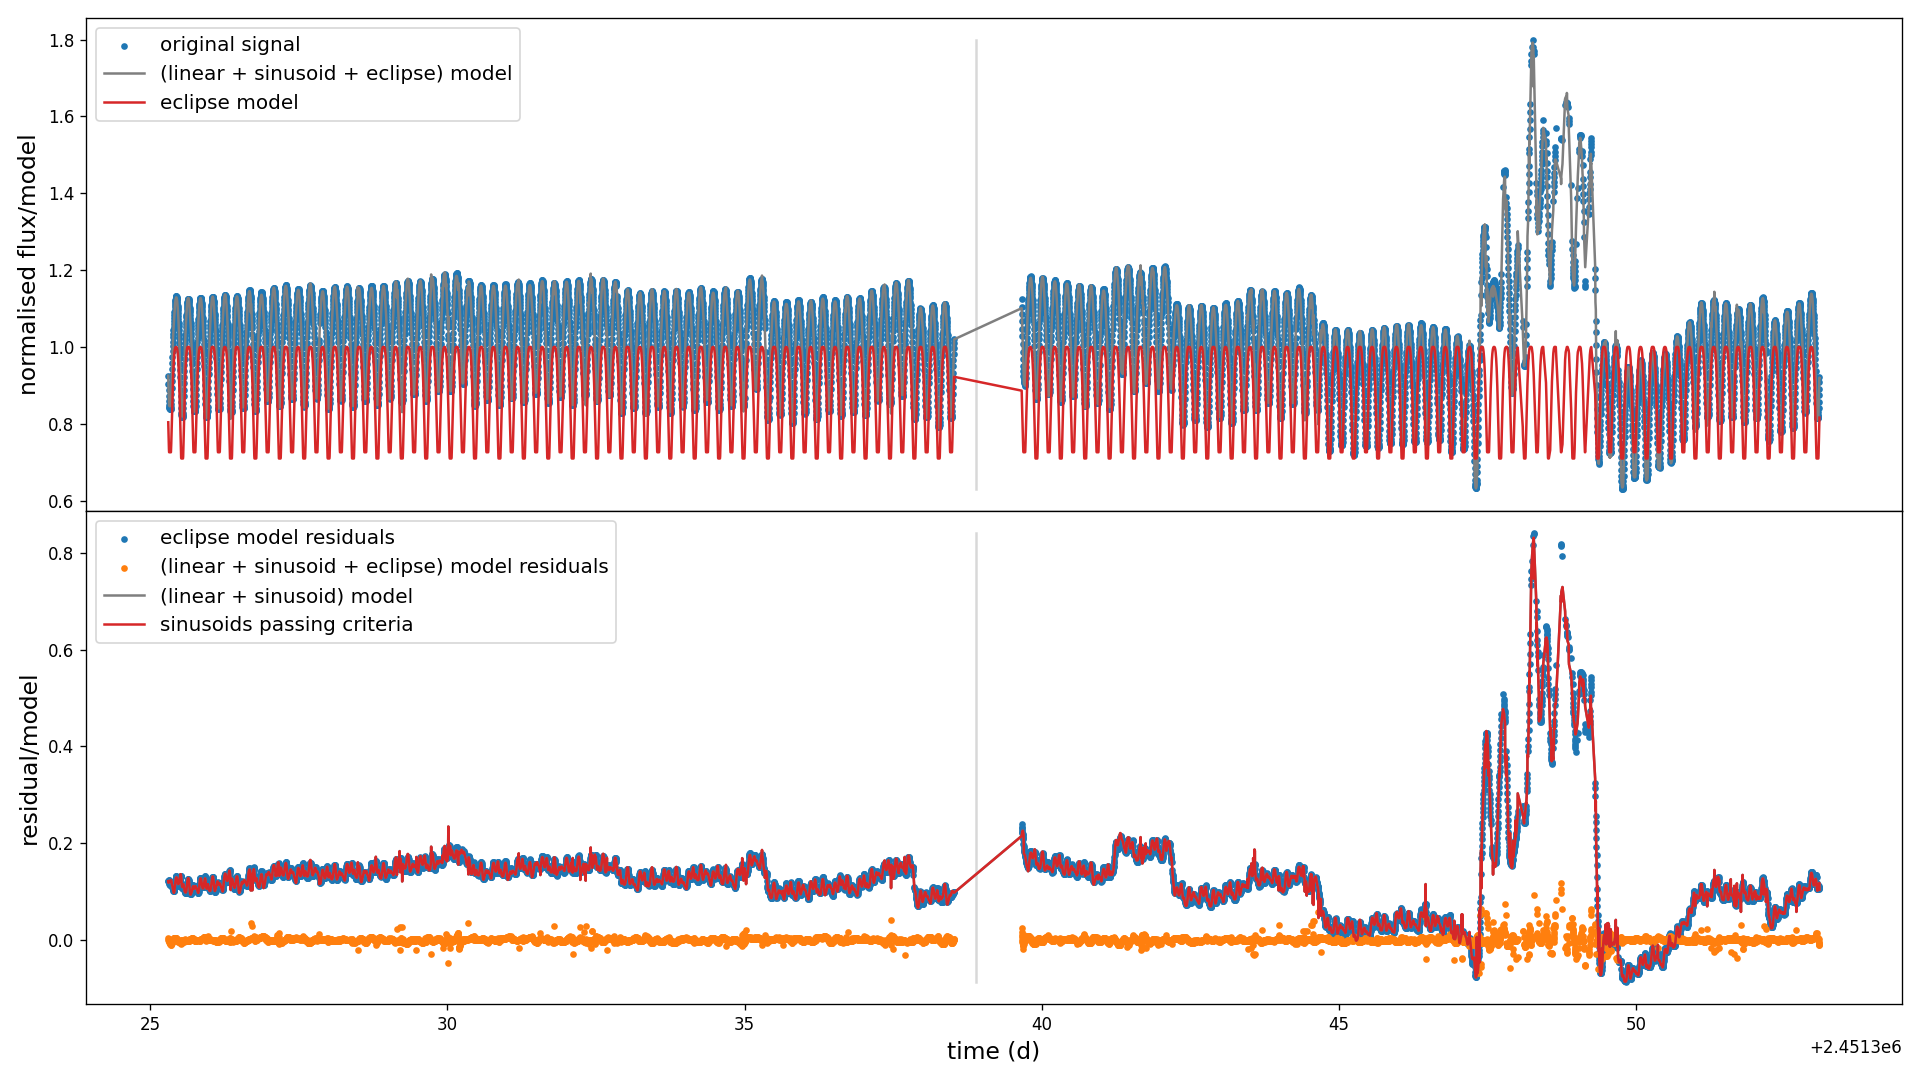 original signal
(linear + sinusoid + eclipse) model
eclipse model
normalised flux/model
1.8
1.6
1.4
1.2
1.0
0.8
0.6
eclipse model residuals
(linear + sinusoid + eclipse) model residuals
(linear + sinusoid) model
sinusoids passing criteria
residual/model
0.8
0.6
0.4
0.2
0.0
25 30 35 40 45 50
time (d)
+2.4513e6